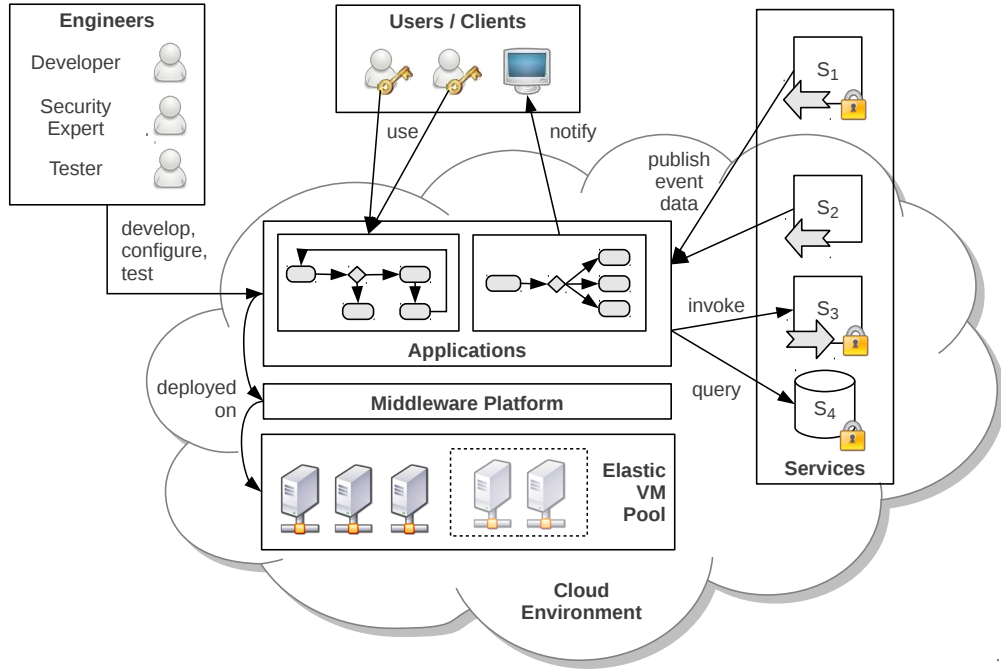 Engineers
Developer
Security
Expert
Tester
Users / Clients
use
notify
publish
event
data
S1
S2
S3
S4
Services
develop,
configure,
test
Applications
invoke
query
deployed
on
Middleware Platform
Elastic
VM
Pool
Cloud
Environment